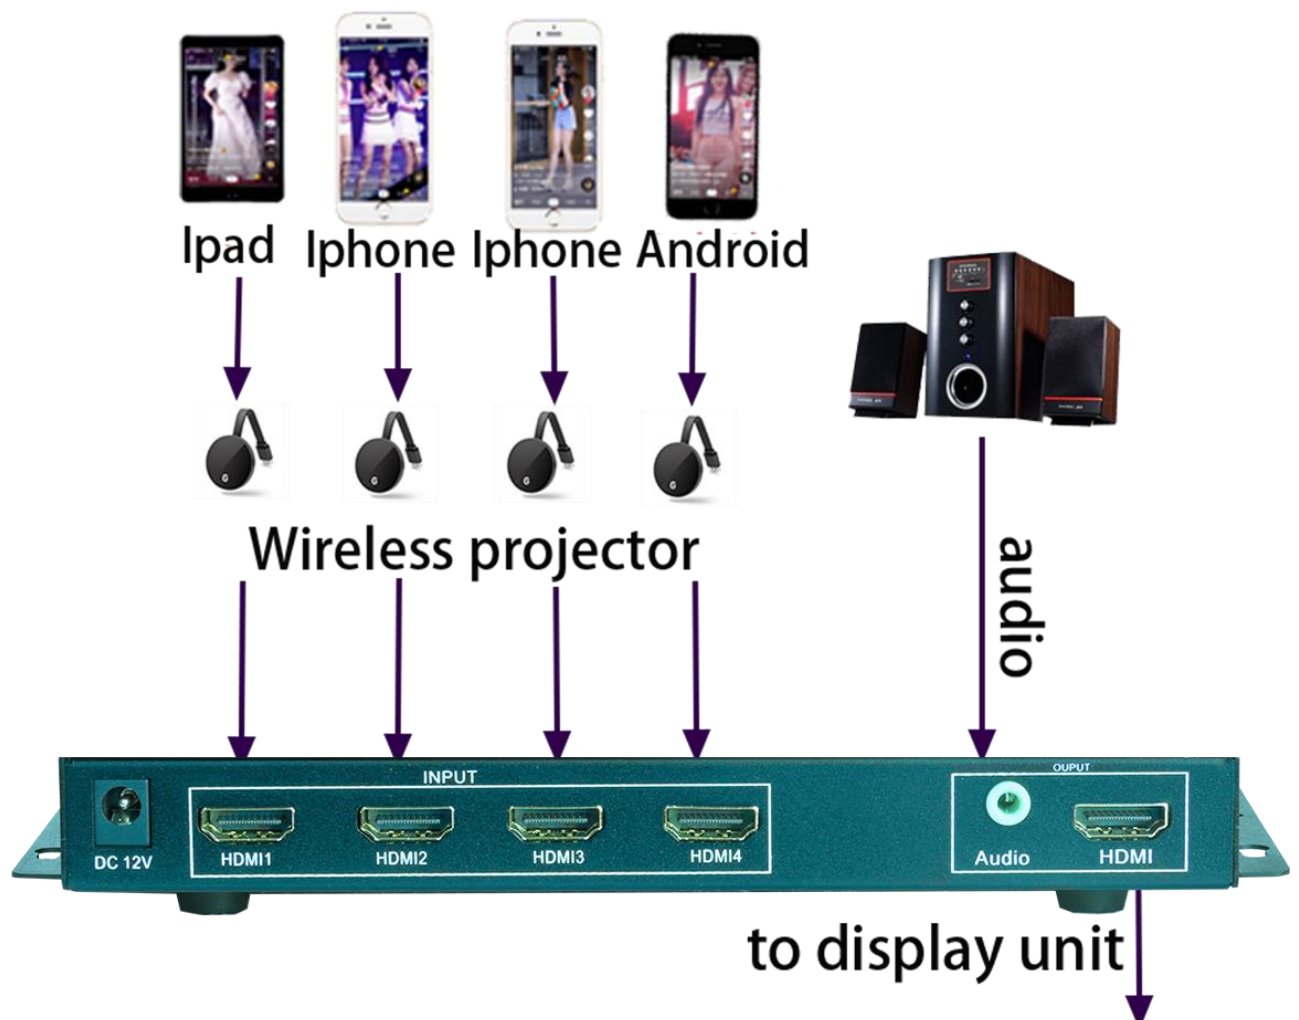 Ipad Iphone Iphone Android
Wireless projector
audio
INPUT
OUPUT
DC 12V
HDMI1
HDMI2
HDMI3
HDMI4
Audio
HDMI
to display unit